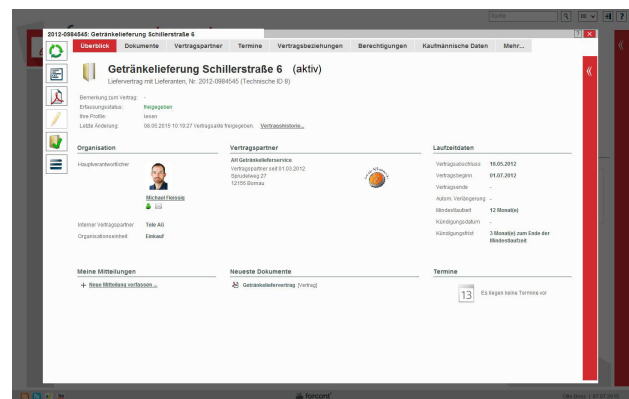 Suche
2012-0984545: Getränkelieferung Schillerstraße 6
Überblick Dokumente Vertragspartner Termine Vertragsbeziehungen Berechtigungen Kaufmännische Daten Mehr...
Getränkelieferung Schillerstraße 6 (aktiv)
Liefervertrag mit Lieferanten, Nr. 2012-0984545 (Technische ID 8)
Bemerkung zum Vertrag: -
Erfassungsstatus: freigegeben
Ihre Profile: lesen
Letzte Änderung: 08.05.2015 10:19:27 Vertragsakte freigegeben. Vertragshistorie...
Organisation Vertragspartner Laufzeitdaten
Hauptverantwortlicher
Michael Fleissig
Interner Vertragspartner Tele AG
Organisationseinheit Einkauf
Getränkelieferservice
Vertragspartner seit 01.03.2012
Sprudelweg 27
12156 Bornau
Vertragsabschluss 16.05.2012
Vertragsbeginn 01.07.2012
Vertragsende -
Autom. Verlängerung -
Mindestlaufzeit 12 Monat(e)
Kündigungsdatum -
Kündigungsfrist 3 Monat(e) zum Ende der
Mindestlaufzeit
Meine Mitteilungen Neueste Dokumente Termine
+ Neue Mitteilung verfassen ...
Getränkeliefervertrag [Vertrag]
13 Es liegen keine Termine vor